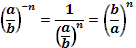 (a/b)^{-n} = 1/(a/b)^n = (b/a)^n